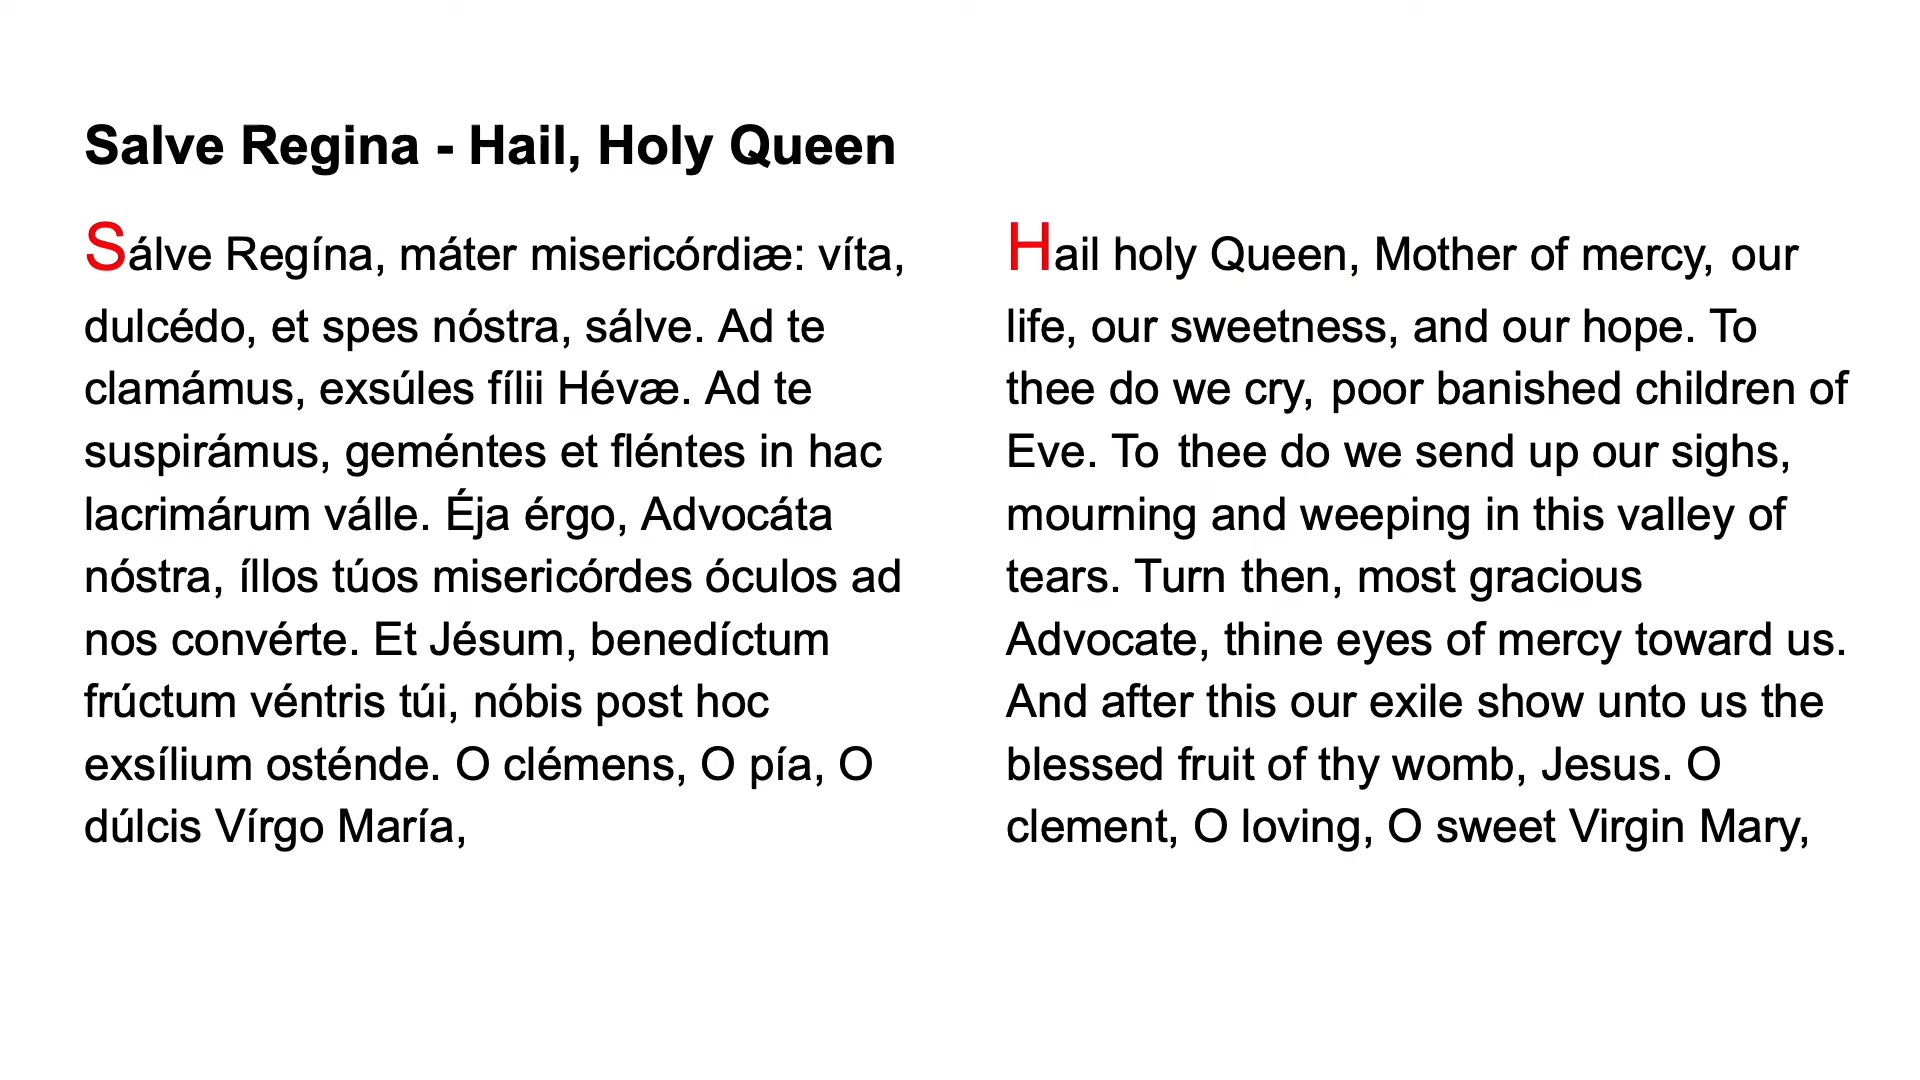 Salve Regina - Hail, Holy Queen
Sálve Regína, máter misericórdiæ: víta,
dulcédo, et spes nóstra, sálve. Ad te
clamámus, exsúles fílii Hévæ. Ad te
suspirámus, geméntes et fléntes in hac
lacrimárum válle. Éja érgo, Advocáta
nóstra, íllos túos misericórdes óculos ad
nos convérte. Et Jésum, benedíctum
frúctum véntris túi, nóbis post hoc
exsílium osténde. O clémens, O pía, O
dúlcis Vírgo María,
Hail holy Queen, Mother of mercy, our
life, our sweetness, and our hope. To
thee do we cry, poor banished children of
Eve. To thee do we send up our sighs,
mourning and weeping in this valley of
tears. Turn then, most gracious
Advocate, thine eyes of mercy toward us.
And after this our exile show unto us the
blessed fruit of thy womb, Jesus. O
clement, O loving, O sweet Virgin Mary,